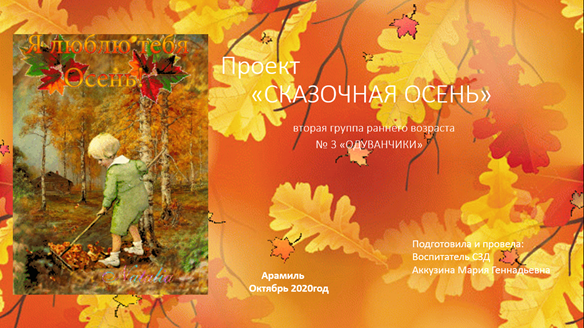 Я люблю тебя
Осень
Проект
«СКАЗОЧНАЯ ОСЕНЬ»
вторая группа раннего возраста
№ 3 «ОДУВАНЧИКИ»
Подготовила и провела:
Воспитатель СЗД
Аккузина Мария Геннадьевна
Арамиль
Октябрь 2020год